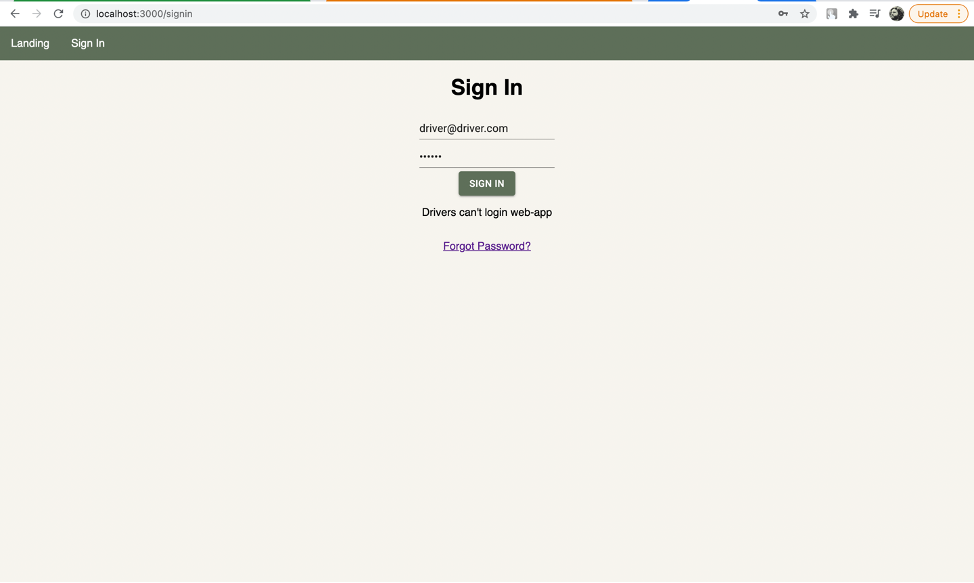 localhost:3000/signin
Update
Landing Sign In
Sign In
driver@driver.com
••••••
SIGN IN
Drivers can't login web-app
Forgot Password?